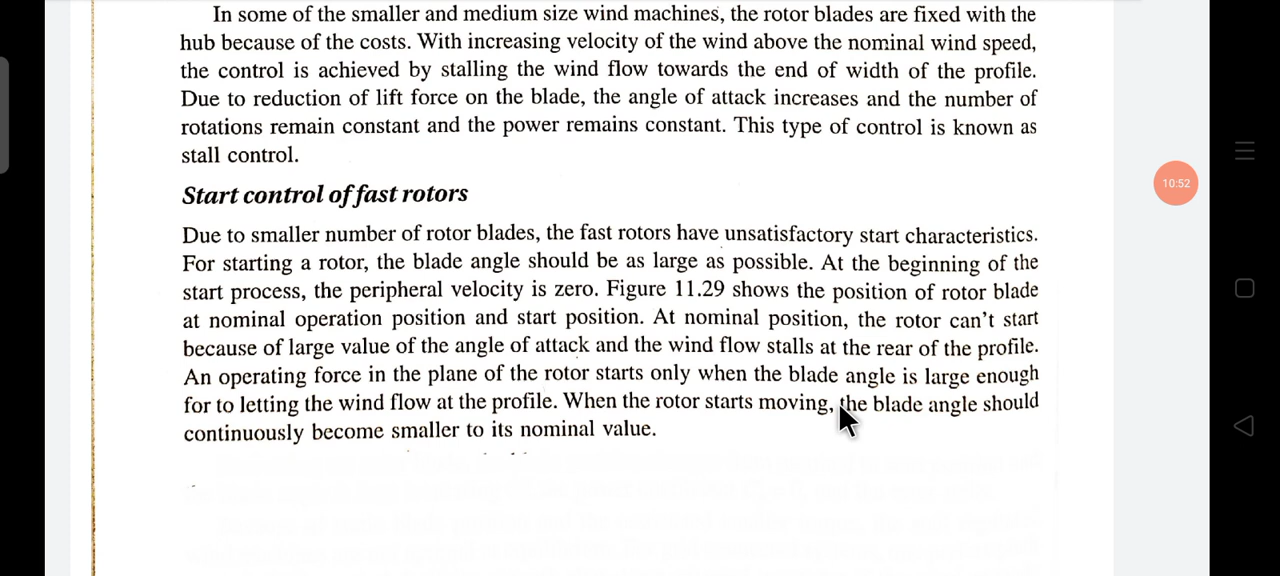 In some of the smaller and medium size wind machines, the rotor blades are fixed with the
hub because of the costs. With increasing velocity of the wind above the nominal wind speed,
the control is achieved by stalling the wind flow towards the end of width of the profile.
Due to reduction of lift force on the blade, the angle of attack increases and the number of
rotations remain constant and the power remains constant. This type of control is known as
stall control.
Start control of fast rotors
Due to smaller number of rotor blades, the fast rotors have unsatisfactory start characteristics.
For starting a rotor, the blade angle should be as large as possible. At the beginning of the
start process, the peripheral velocity is zero. Figure 11.29 shows the position of rotor blade
at nominal operation position and start position. At nominal position, the rotor can't start
because of large value of the angle of attack and the wind flow stalls at the rear of the profile.
An operating force in the plane of the rotor starts only when the blade angle is large enough
for to letting the wind flow at the profile. When the rotor starts moving, the blade angle should
continuously become smaller to its nominal value.
10:52